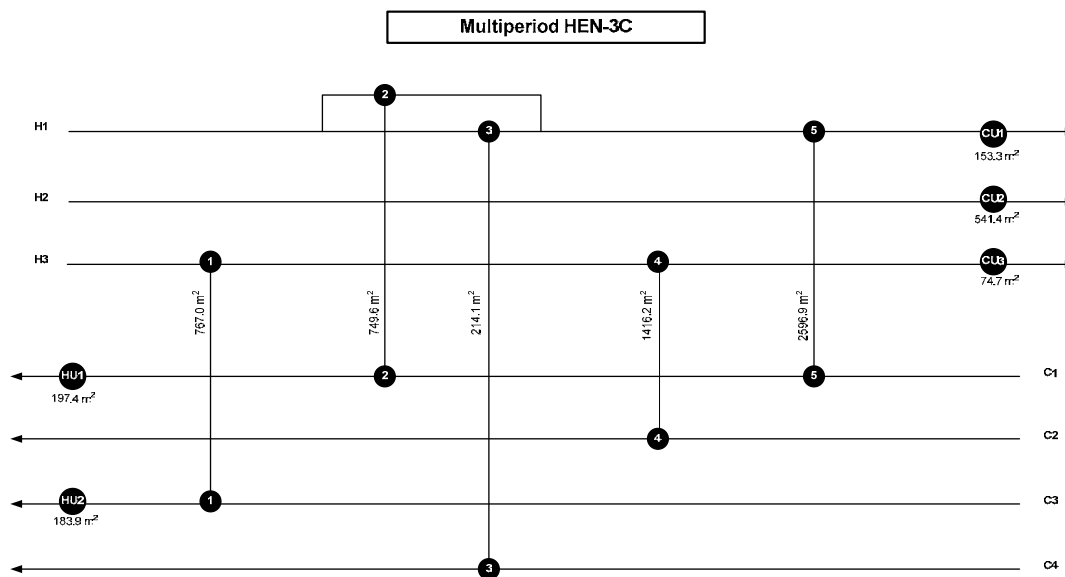 Multiperiod HEN-3C
2
H1 3 5 CU1
153.3 m²
H2 CU2
541.4 m²
H3 1 4 CU3
74.7 m²
767.0 m²
749.6 m²
214.1 m²
1416.2 m²
2596.9 m²
HU1 2 5 C1
197.4 m²
4 C2
HU2 1 C3
183.9 m²
3 C4